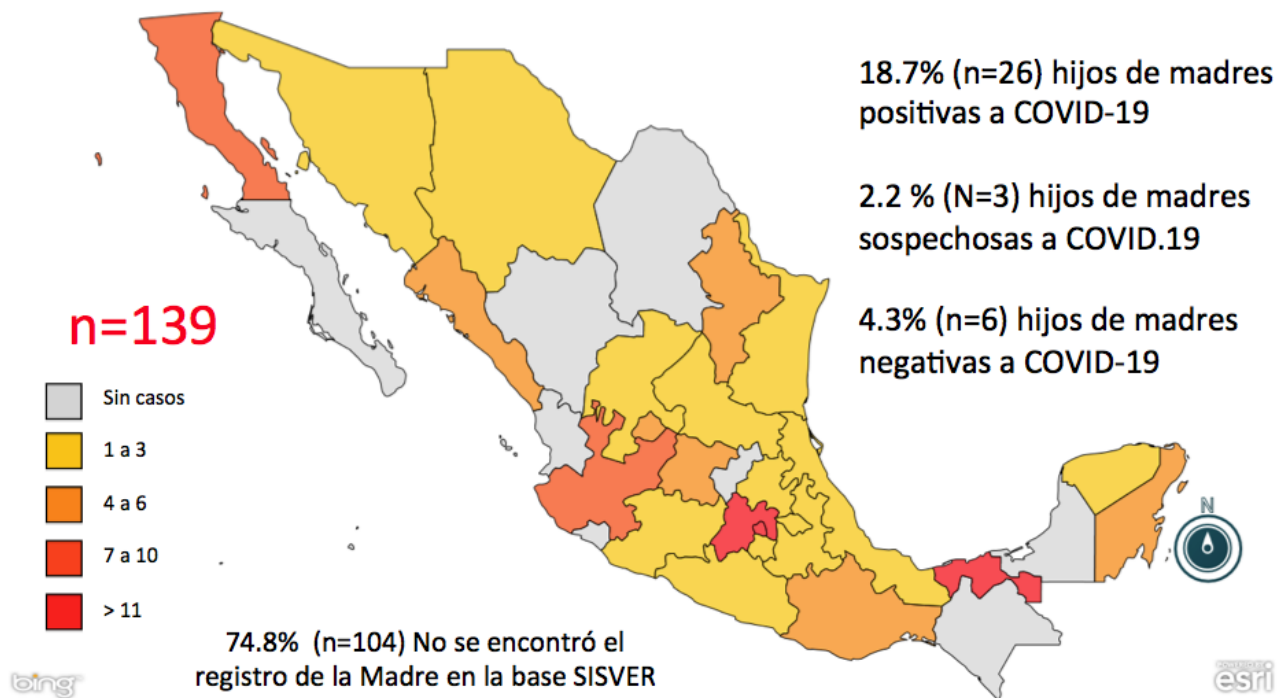 18.7% (n=26) hijos de madres
positivas a COVID-19
2.2 % (N=3) hijos de madres
sospechosas a COVID.19
4.3% (n=6) hijos de madres
negativas a COVID-19
n=139
Sin casos
1 a 3
4 a 6
7 a 10
> 11
N
74.8% (n=104) No se encontró el
registro de la Madre en la base SISVER
bing
POWERED BY
esri